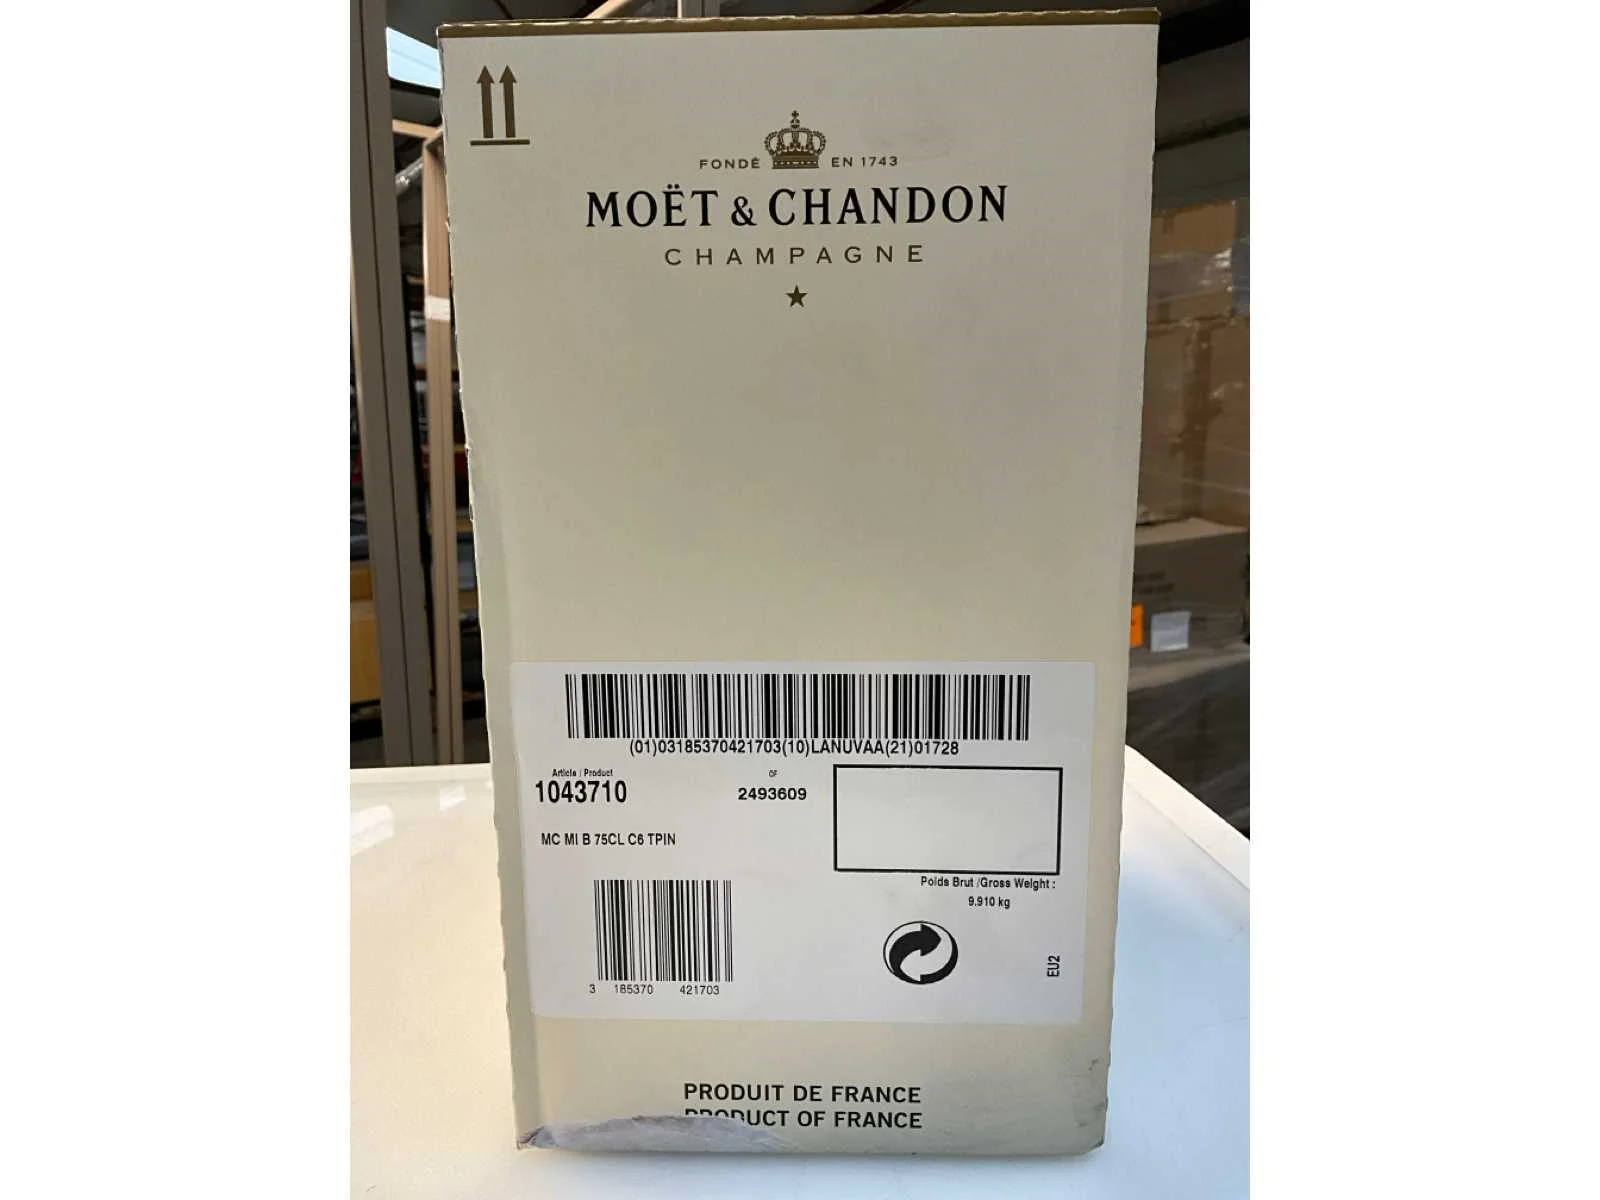 FONDÉ EN 1743
MOËT & CHANDON
CHAMPAGNE
(01)03185370421703(10)LANUVAA(21)01728
Article / Product
1043710
OF
2493609
MC MI B 75CL C6 TPIN
Poids Brut /Gross Weight :
9.910 kg
EU2
3 185370 421703
PRODUIT DE FRANCE
PRODUCT OF FRANCE